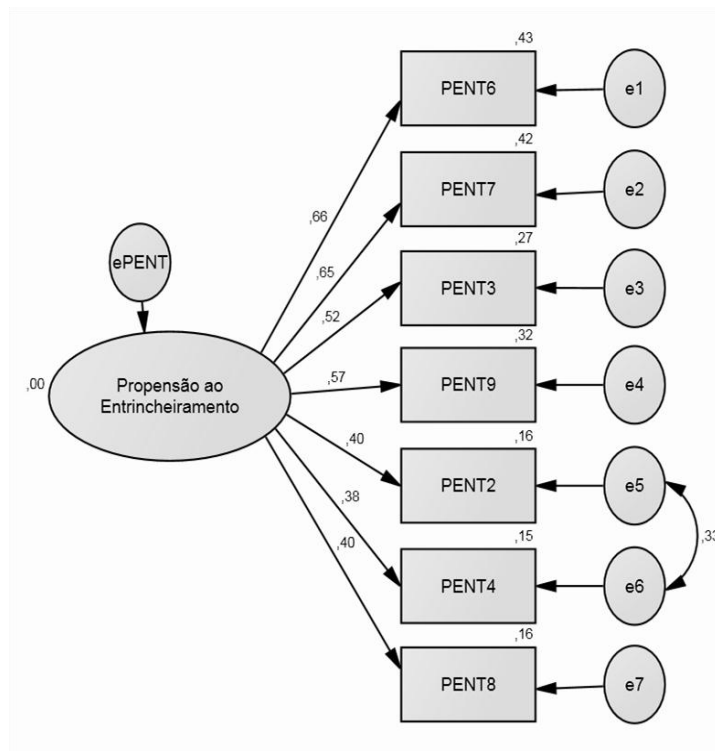 ,43
PENT6
e1
,42
PENT7
e2
,66
,27
ePENT
,65
PENT3
e3
,52
,32
,00
Propensão ao
Entrincheiramento
,57
PENT9
e4
,16
,40
PENT2
e5
,38
,15
,33
,40
PENT4
e6
,16
PENT8
e7